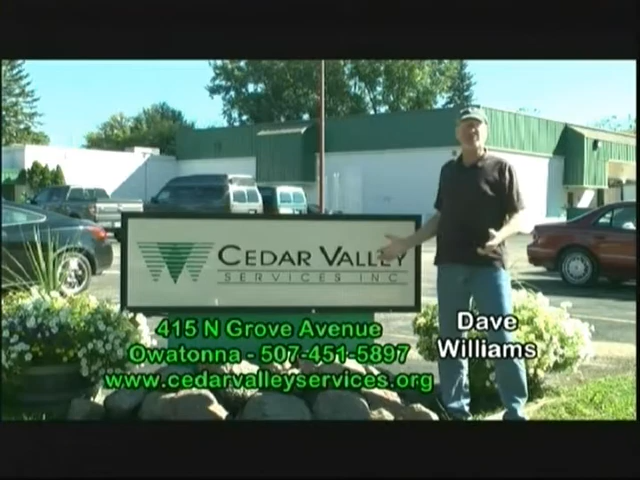 CEDAR VALLEY
SERVICES INC
415 N Grove Avenue
Owatonna - 507-451-5897
www.cedarvalleyservices.org
Dave
Williams